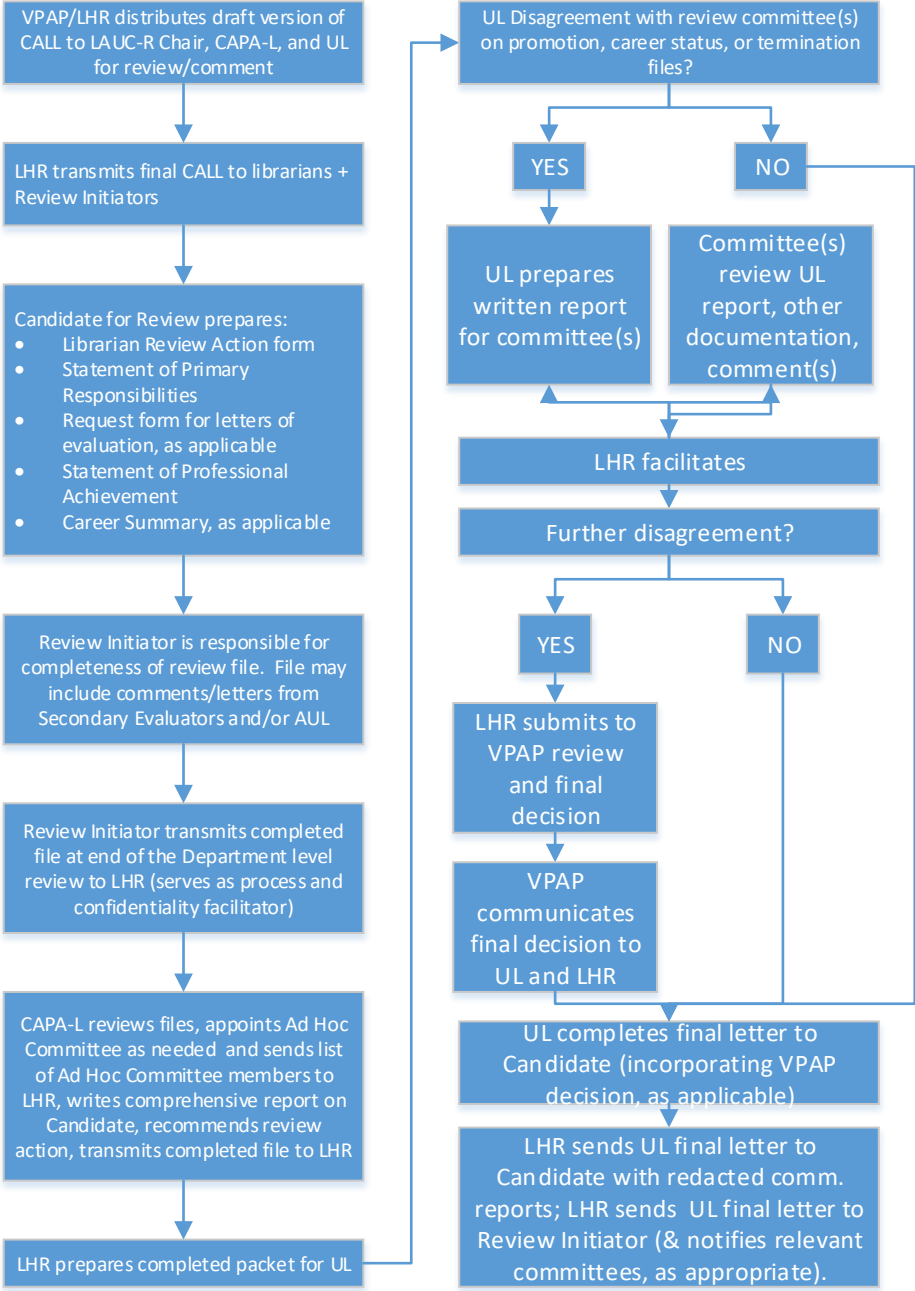 VPAP/LHR distributes draft version of
CALL to LAUC-R Chair, CAPA-L, and UL
for review/comment
LHR transmits final CALL to librarians +
Review Initiators
Candidate for Review prepares:
• Librarian Review Action form
• Statement of Primary
Responsibilities
• Request form for letters of
evaluation, as applicable
• Statement of Professional
Achievement
• Career Summary, as applicable
Review Initiator is responsible for
completeness of review file. File may
include comments/letters from
Secondary Evaluators and/or AUL
Review Initiator transmits completed
file at end of the Department level
review to LHR (serves as process and
confidentiality facilitator)
CAPA-L reviews files, appoints Ad Hoc
Committee as needed and sends list
of Ad Hoc Committee members to
LHR, writes comprehensive report on
Candidate, recommends review
action, transmits completed file to LHR
LHR prepares completed packet for UL
UL Disagreement with review committee(s)
on promotion, career status, or termination
files?
YES
NO
UL prepares
written report
for committee(s)
Committee(s)
review UL
report, other
documentation,
comment(s)
LHR facilitates
Further disagreement?
YES
NO
LHR submits to
VPAP review
and final
decision
VPAP
communicates
final decision to
UL and LHR
UL completes final letter to
Candidate (incorporating VPAP
decision, as applicable)
LHR sends UL final letter to
Candidate with redacted comm.
reports; LHR sends UL final letter to
Review Initiator (& notifies relevant
committees, as appropriate).